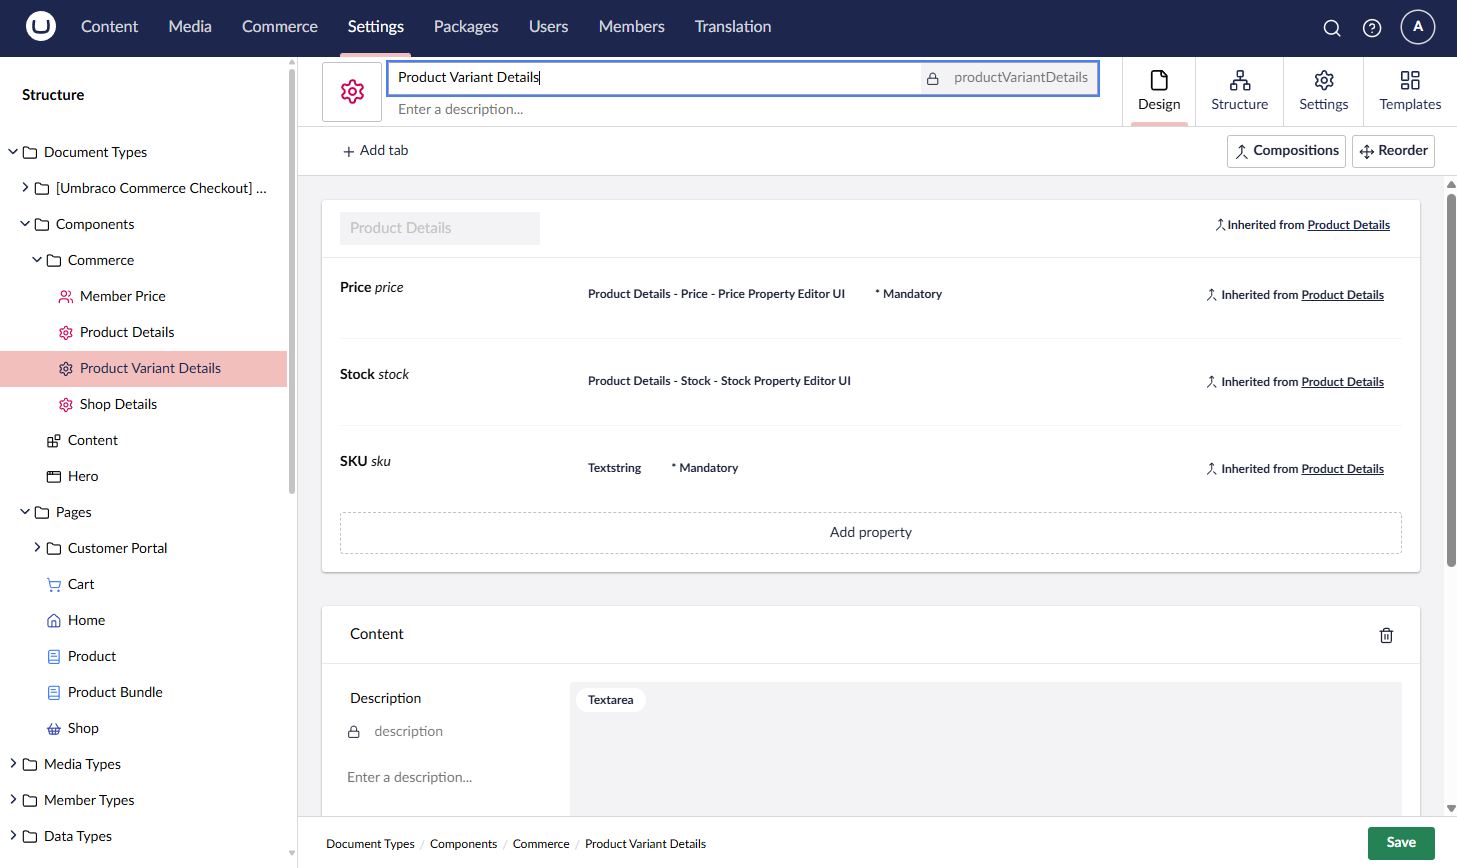 Content
Media
Commerce
Settings
Packages
Users
Members
Translation
A
Structure
Document Types
[Umbraco Commerce Checkout] ...
Components
Commerce
Member Price
Product Details
Product Variant Details
Shop Details
Content
Hero
Pages
Customer Portal
Cart
Home
Product
Product Bundle
Shop
Media Types
Member Types
Data Types
Product Variant Details productVariantDetails
Enter a description...
Design
Structure
Settings
Templates
Add tab
Compositions
Reorder
Product Details
Inherited from Product Details
Price price
Product Details - Price - Price Property Editor UI * Mandatory
Inherited from Product Details
Stock stock
Product Details - Stock - Stock Property Editor UI
Inherited from Product Details
SKU sku
Textstring * Mandatory
Inherited from Product Details
Add property
Content
Description
description
Enter a description...
Textarea
Document Types / Components / Commerce / Product Variant Details
Save